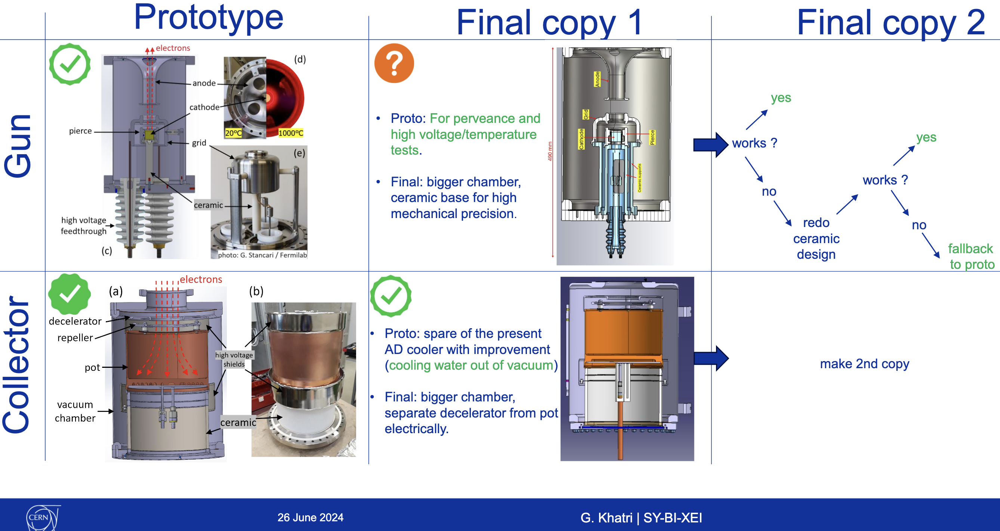 Prototype
Final copy 1
Final copy 2
Gun
electrons
(d)
anode
cathode
20°C
1000°C
pierce
grid
(e)
ceramic
high voltage
feedthrough
(c)
photo: G. Stancari / Fermilab
• Proto: For perveance and
high voltage/temperature
tests.
• Final: bigger chamber,
ceramic base for high
mechanical precision.
490 mm
Anode
Grid
Cathode
Pierce
Ceramic supports
works ?
yes
no
redo
ceramic
design
works ?
yes
no
fallback
to proto
Collector
electrons
(a)
(b)
decelerator
repeller
high voltage
shields
pot
vacuum
chamber
ceramic
• Proto: spare of the present
AD cooler with improvement
(cooling water out of vacuum)
• Final: bigger chamber,
separate decelerator from pot
electrically.
make 2nd copy
CERN
26 June 2024
G. Khatri | SY-BI-XEI